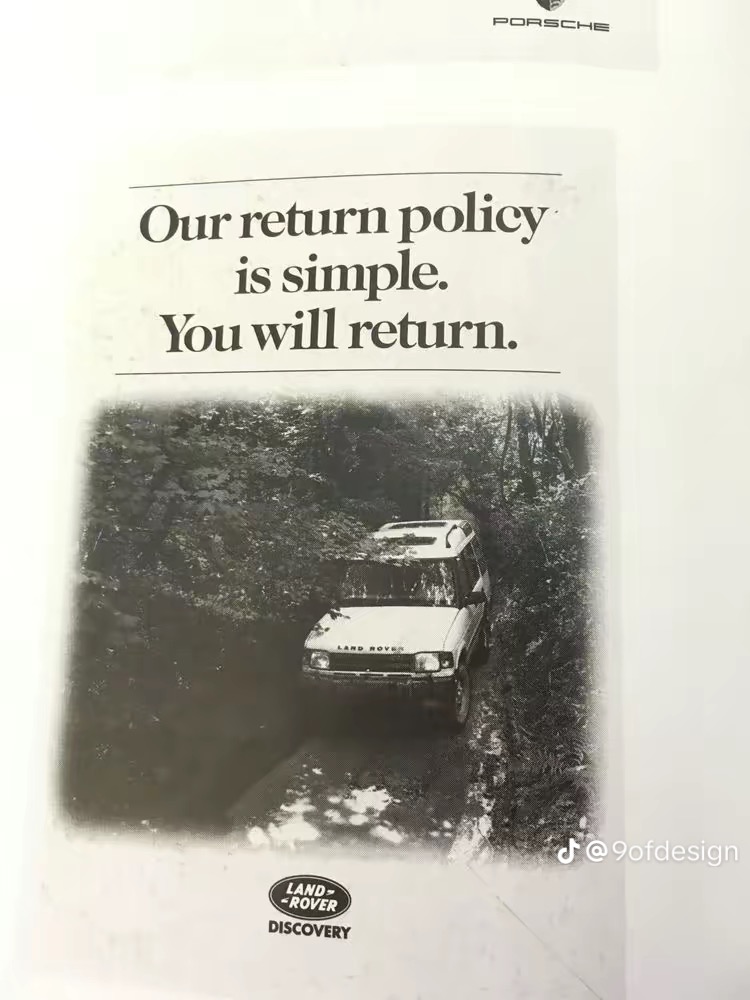 PORSCHE
Our return policy
is simple.
You will return.
LAND ROVER
@9ofdesign
LAND-
-ROVER
DISCOVERY